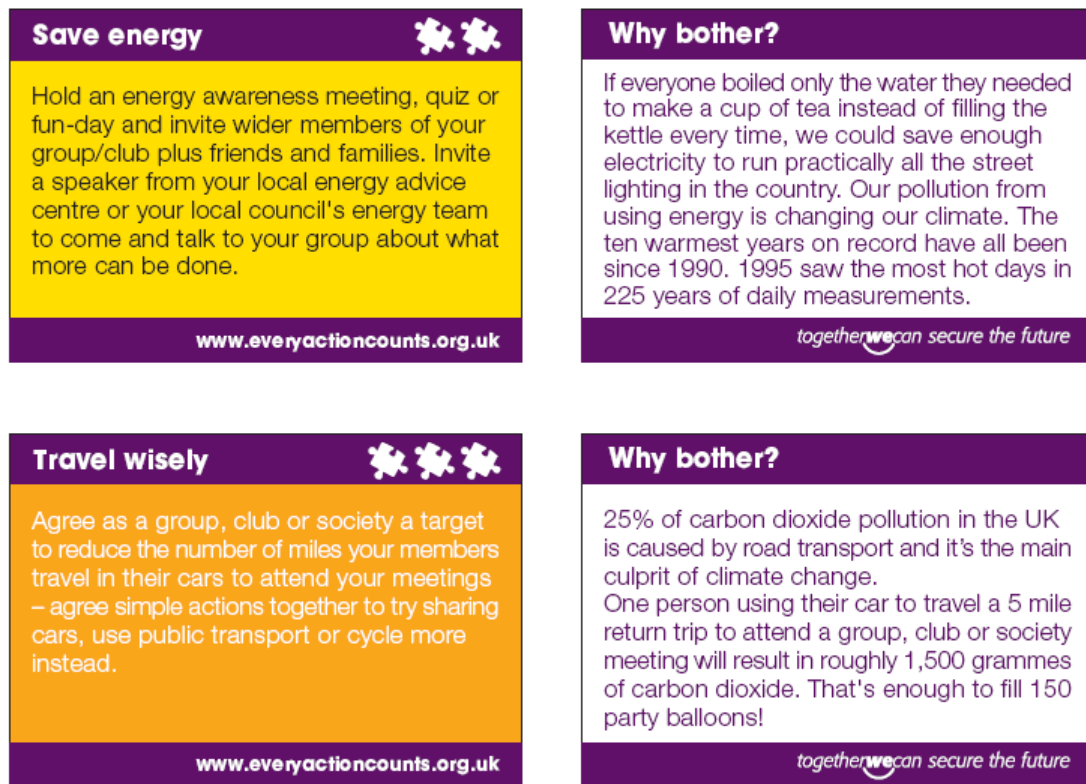 Save energy
Hold an energy awareness meeting, quiz or
fun-day and invite wider members of your
group/club plus friends and families. Invite
a speaker from your local energy advice
centre or your local council's energy team
to come and talk to your group about what
more can be done.
www.everyactioncounts.org.uk
Why bother?
If everyone boiled only the water they needed
to make a cup of tea instead of filling the
kettle every time, we could save enough
electricity to run practically all the street
lighting in the country. Our pollution from
using energy is changing our climate. The
ten warmest years on record have all been
since 1990. 1995 saw the most hot days in
225 years of daily measurements.
togetherwecan secure the future
Travel wisely
Agree as a group, club or society a target
to reduce the number of miles your members
travel in their cars to attend your meetings
– agree simple actions together to try sharing
cars, use public transport or cycle more
instead.
www.everyactioncounts.org.uk
Why bother?
25% of carbon dioxide pollution in the UK
is caused by road transport and it's the main
culprit of climate change.
One person using their car to travel a 5 mile
return trip to attend a group, club or society
meeting will result in roughly 1,500 grammes
of carbon dioxide. That's enough to fill 150
party balloons!
togetherwecan secure the future